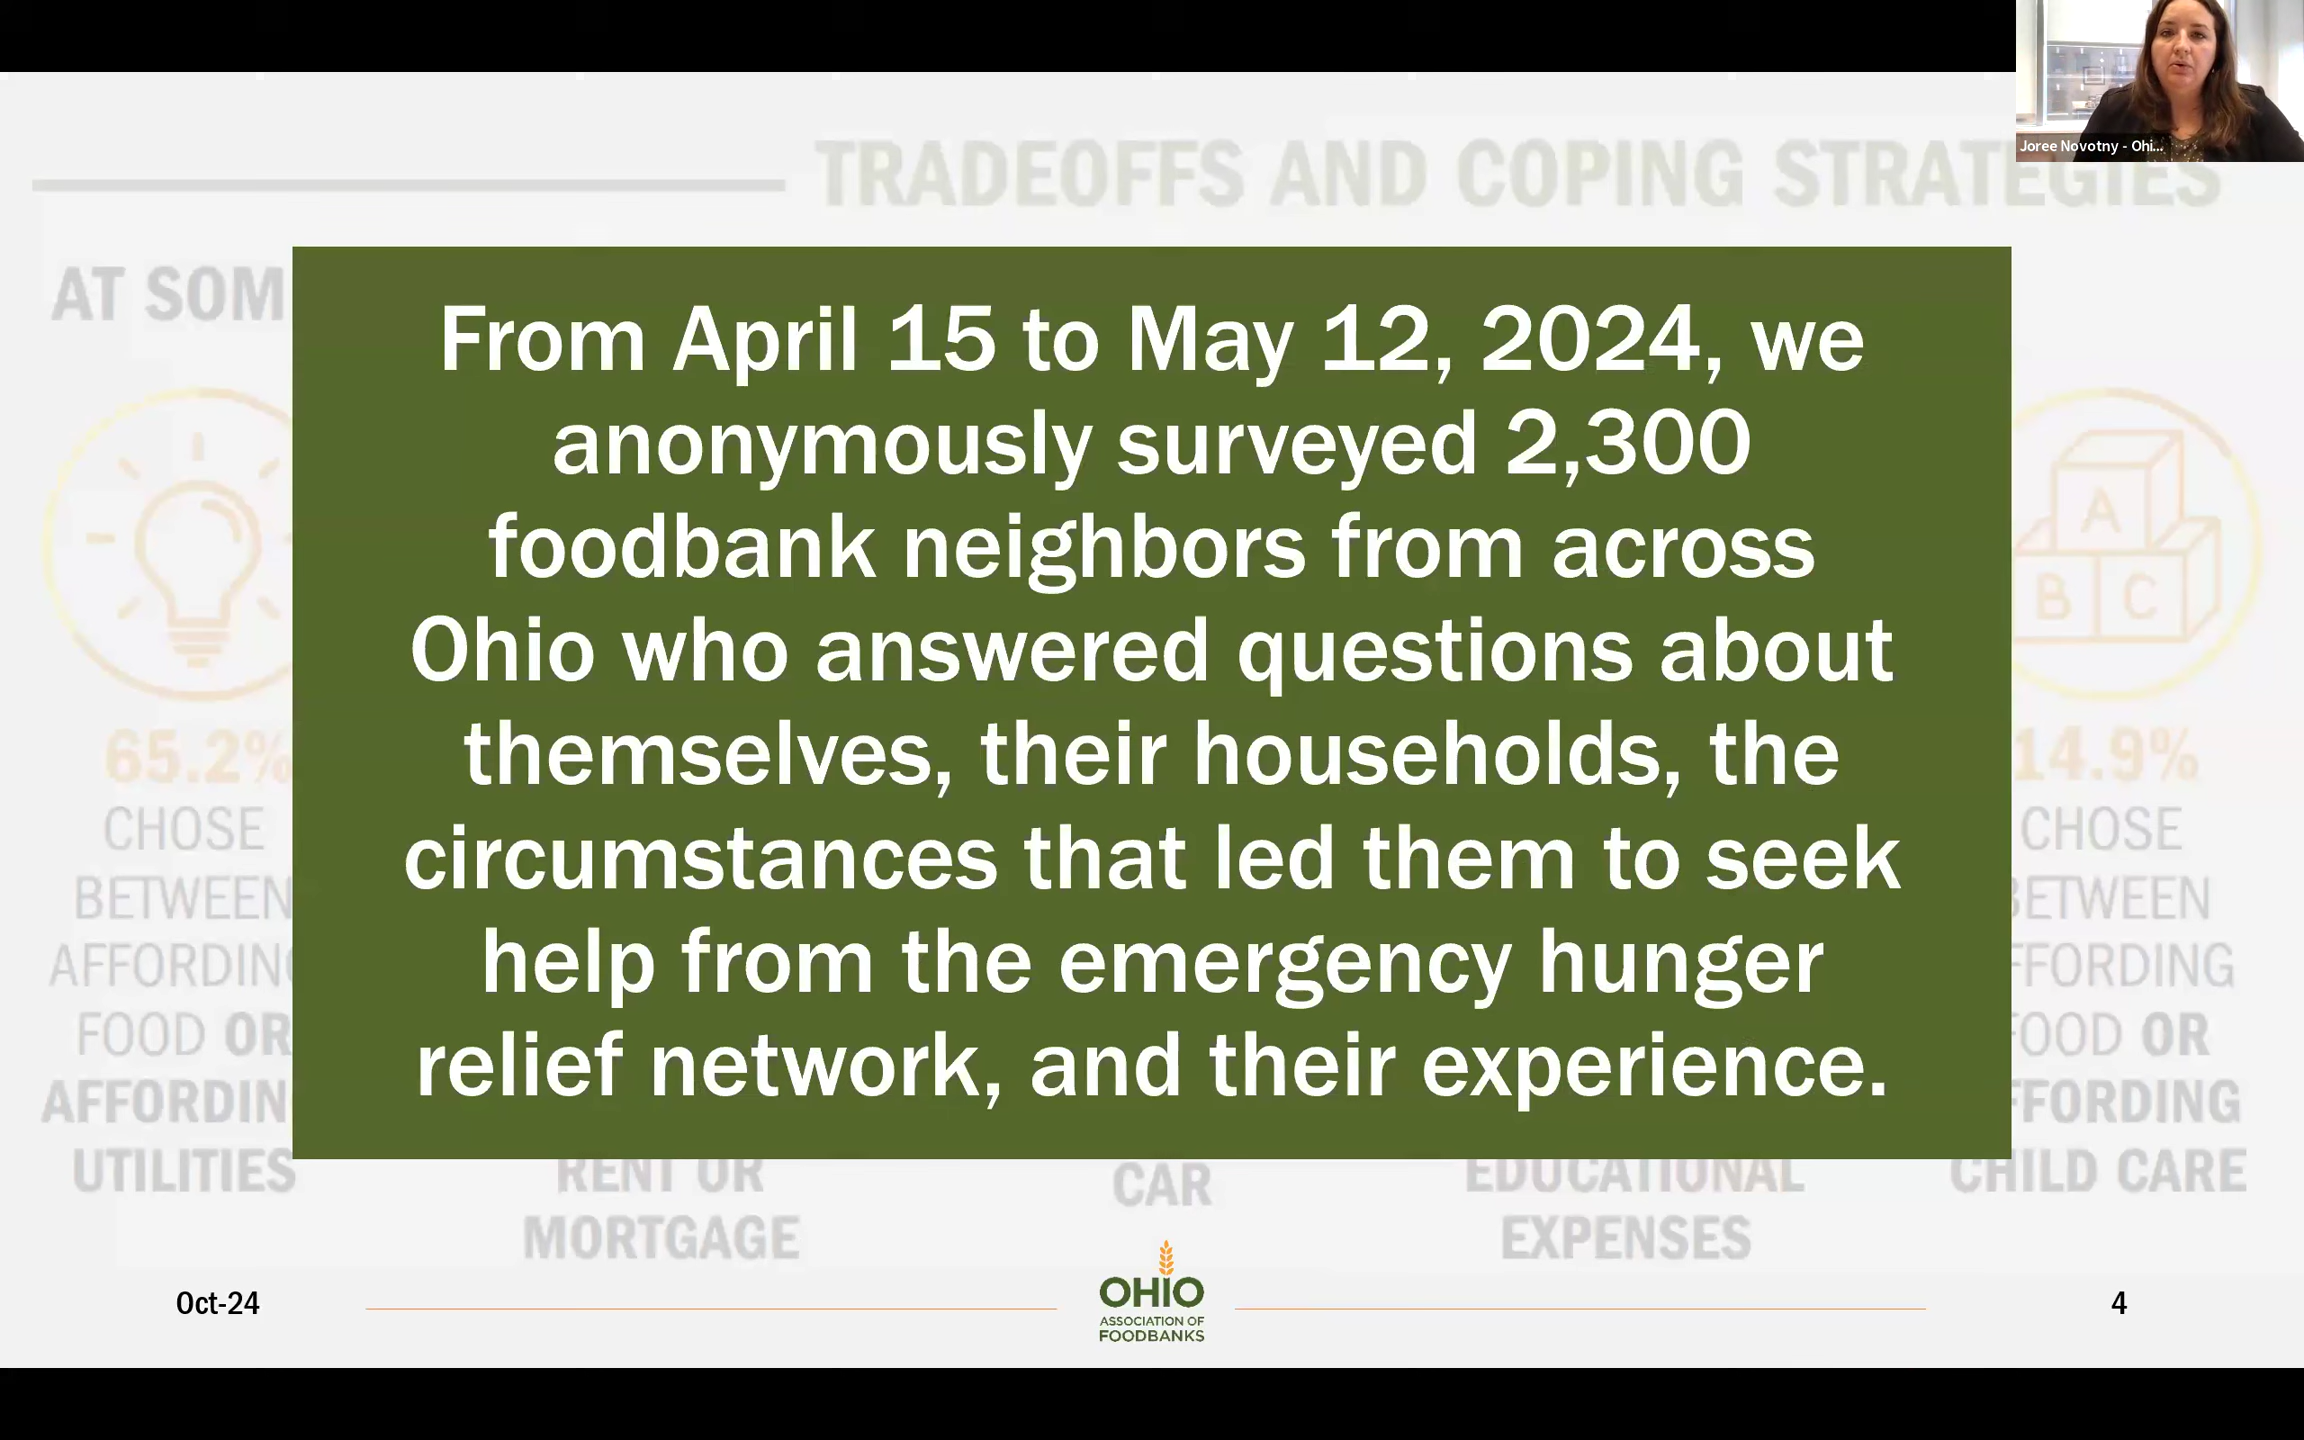 Joree Novotny - Ohi...
TRADEOFFS AND COPING STRATEGIES
AT SOM
From April 15 to May 12, 2024, we
anonymously surveyed 2,300
foodbank neighbors from across
Ohio who answered questions about
themselves, their households, the
circumstances that led them to seek
help from the emergency hunger
relief network, and their experience.
65.2%
CHOSE
BETWEEN
AFFORDING
FOOD OR
AFFORDIN
UTILITIES
RENT OR
MORTGAGE
CAR
EDUCATIONAL
EXPENSES
A
B C
14.9%
CHOSE
BETWEEN
FFORDING
FOOD OR
FFORDING
CHILD CARE
Oct-24
OHIO
ASSOCIATION OF
FOODBANKS
4